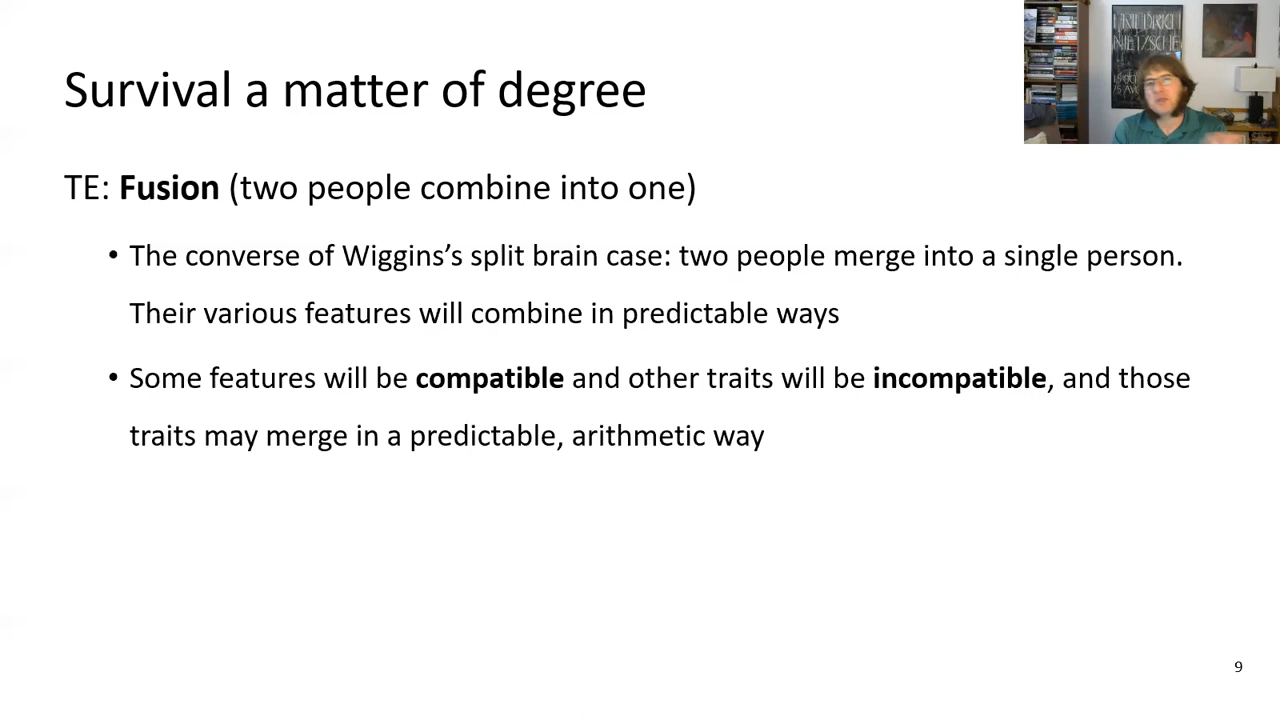 Survival a matter of degree
TE: Fusion (two people combine into one)
• The converse of Wiggins’s split brain case: two people merge into a single person.
Their various features will combine in predictable ways
• Some features will be compatible and other traits will be incompatible, and those
traits may merge in a predictable, arithmetic way
FRIEDRICH
NIETZSCHE
9